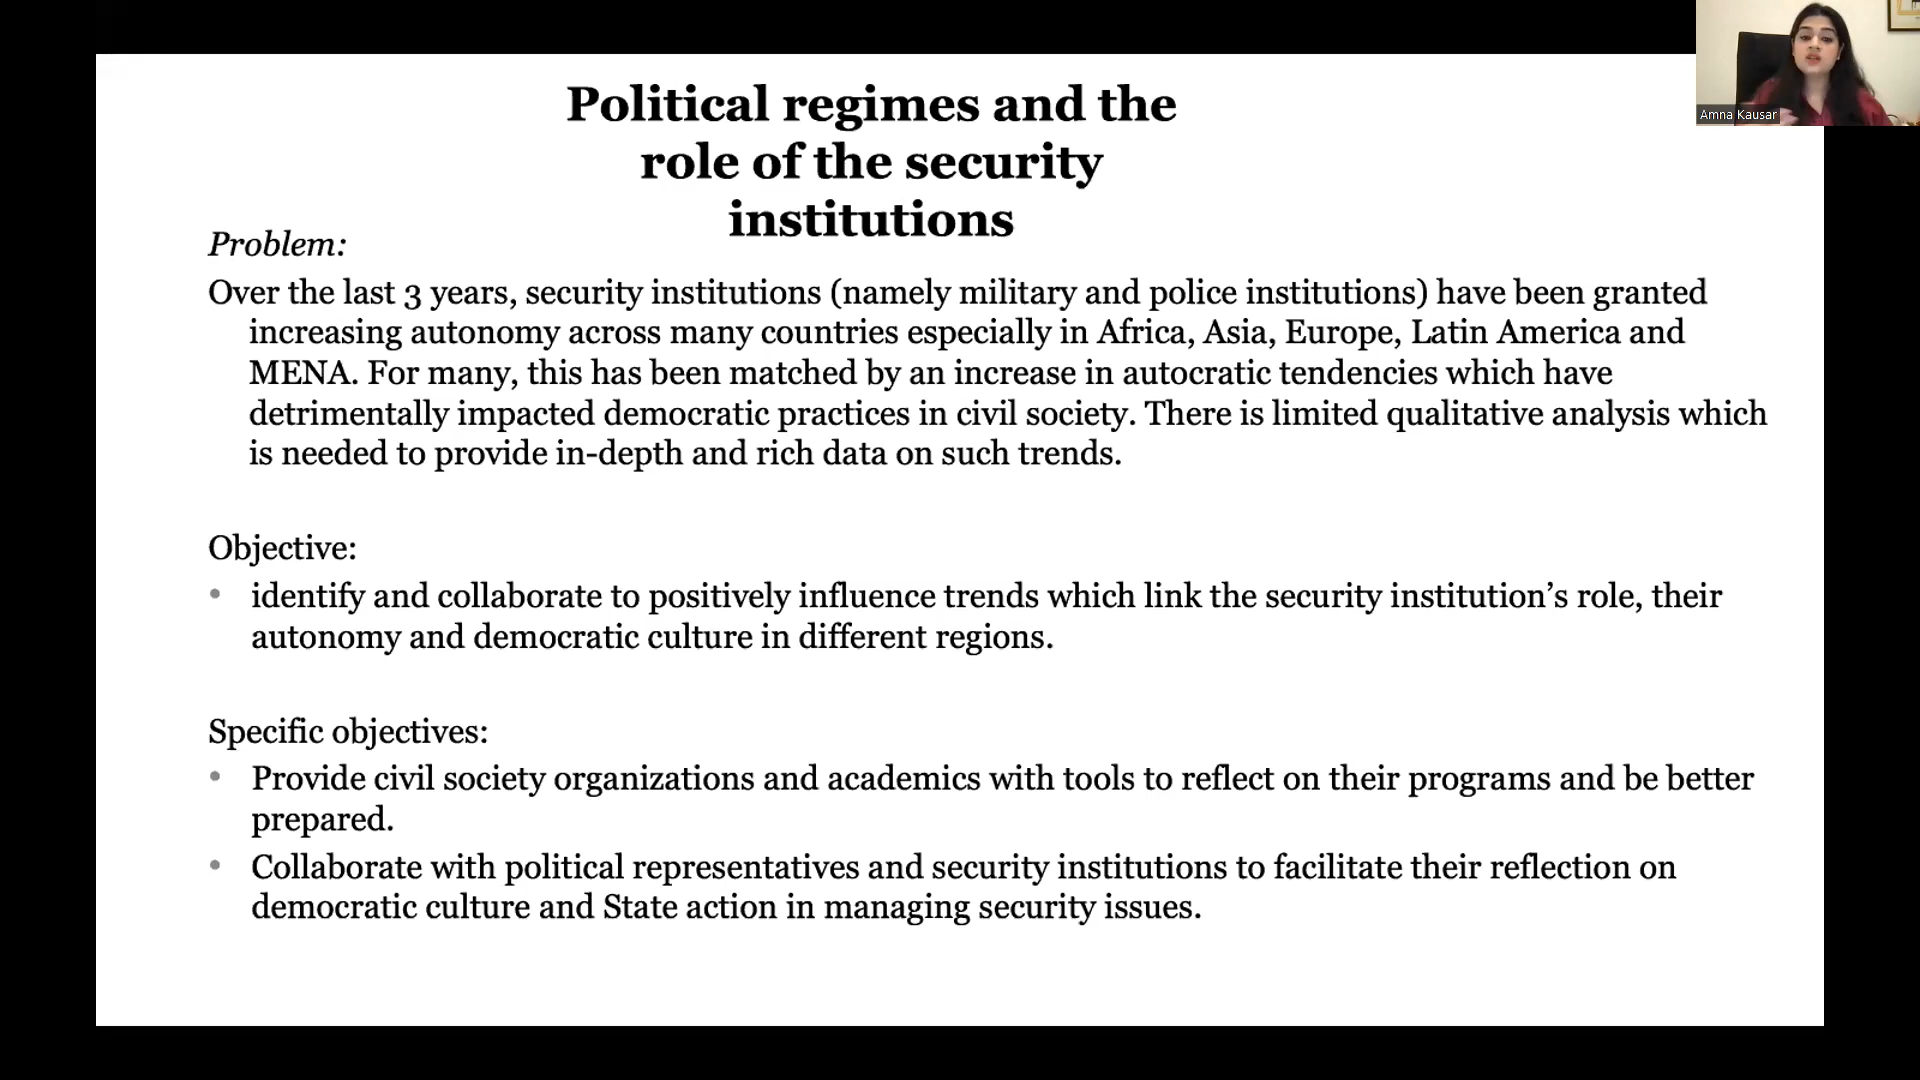 Political regimes and the
role of the security
institutions
Amna Kausar
Problem:
Over the last 3 years, security institutions (namely military and police institutions) have been granted
increasing autonomy across many countries especially in Africa, Asia, Europe, Latin America and
MENA. For many, this has been matched by an increase in autocratic tendencies which have
detrimentally impacted democratic practices in civil society. There is limited qualitative analysis which
is needed to provide in-depth and rich data on such trends.
Objective:
• identify and collaborate to positively influence trends which link the security institution’s role, their
autonomy and democratic culture in different regions.
Specific objectives:
• Provide civil society organizations and academics with tools to reflect on their programs and be better
prepared.
• Collaborate with political representatives and security institutions to facilitate their reflection on
democratic culture and State action in managing security issues.